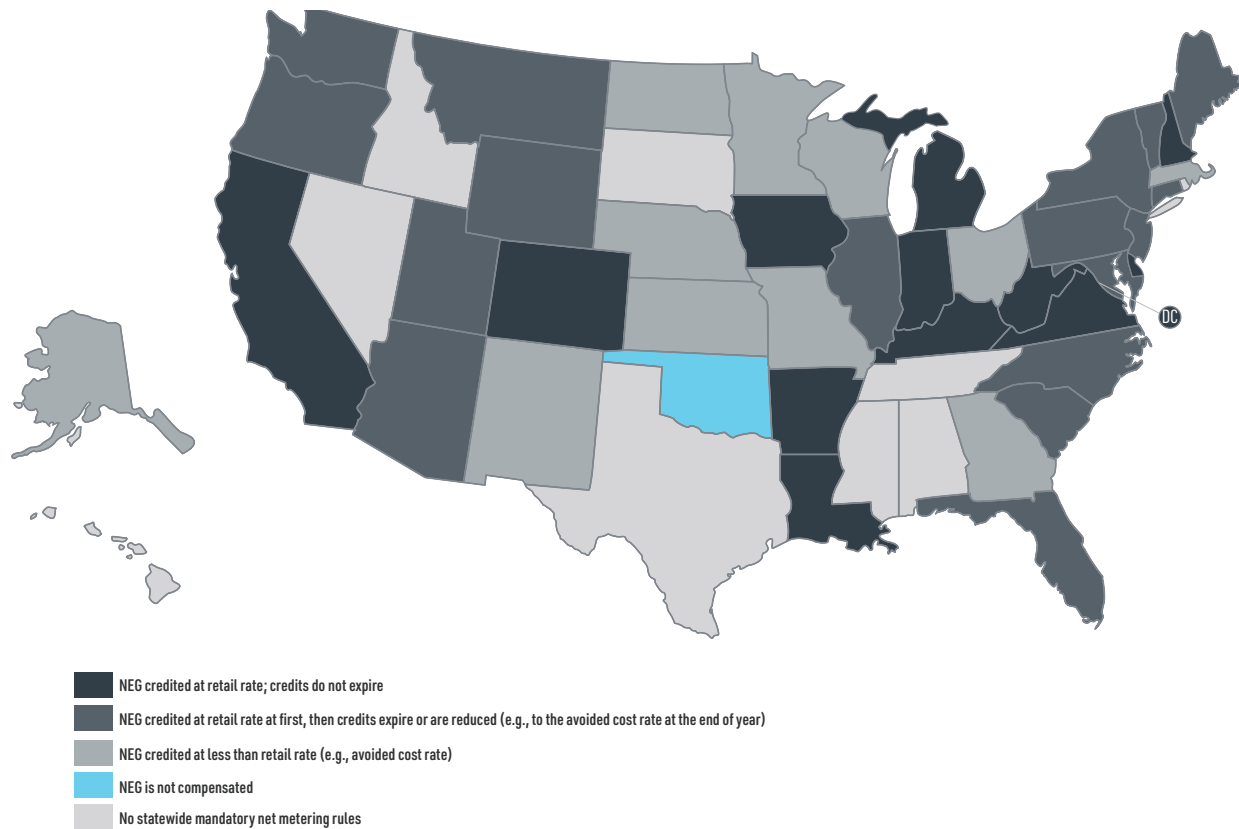 DC
NEG credited at retail rate; credits do not expire
NEG credited at retail rate at first, then credits expire or are reduced (e.g., to the avoided cost rate at the end of year)
NEG credited at less than retail rate (e.g., avoided cost rate)
NEG is not compensated
No statewide mandatory net metering rules